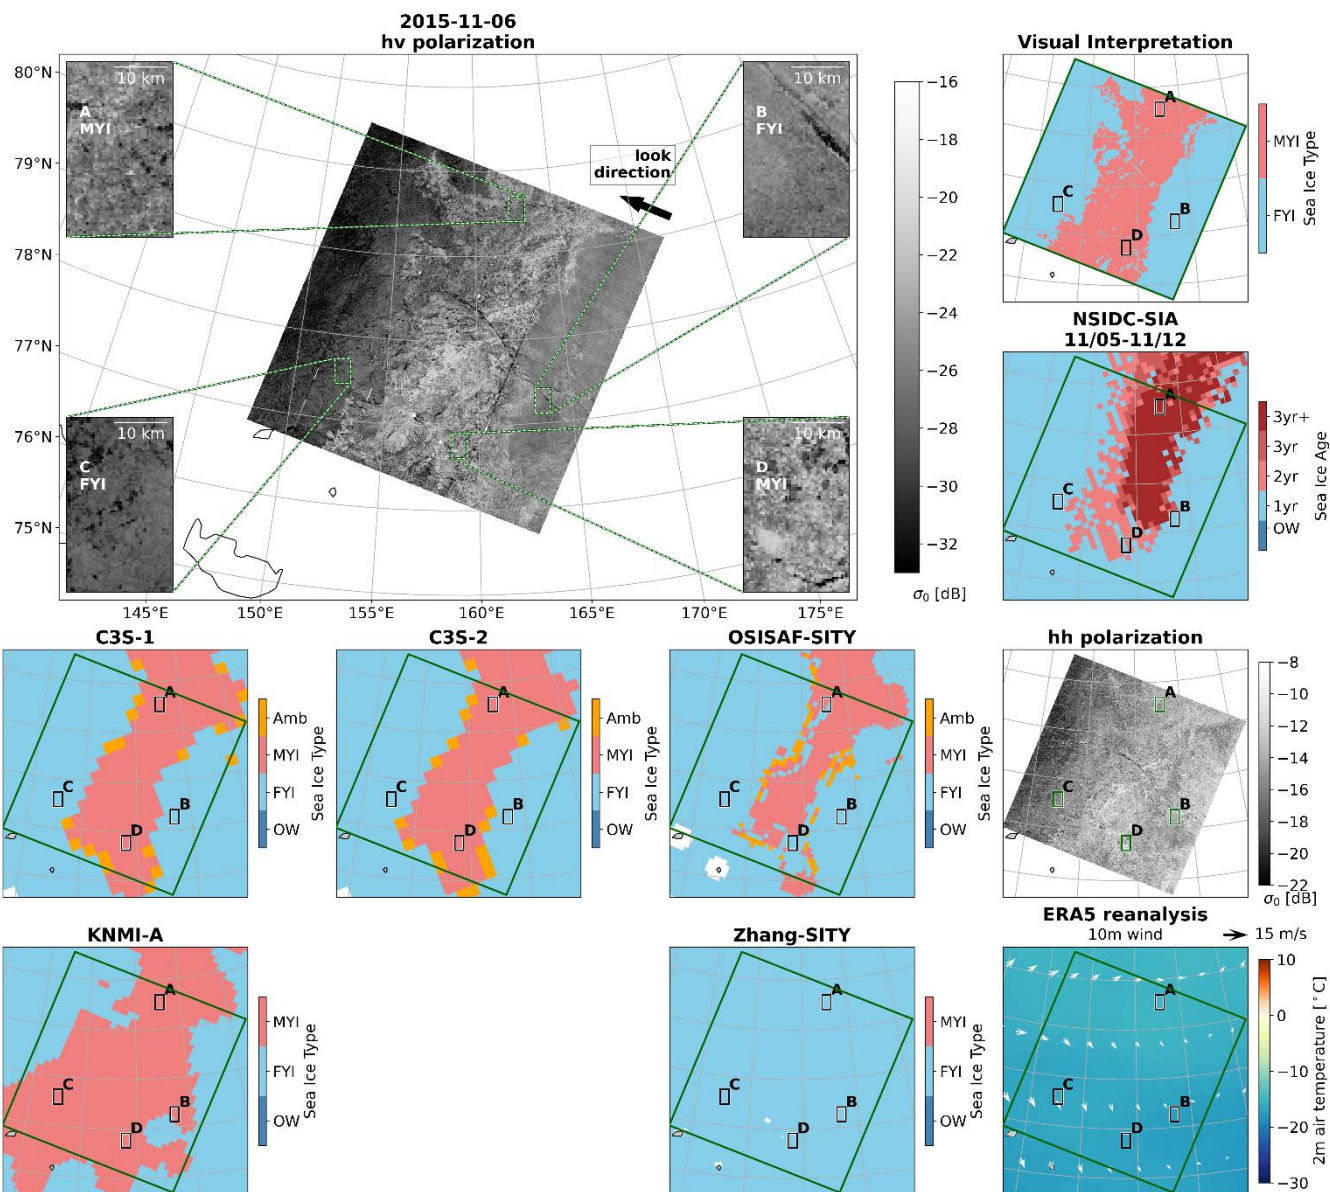 2015-11-06
hv polarization
80°N
79°N
78°N
77°N
76°N
75°N
145°E
150°E
155°E
160°E
165°E
170°E
175°E
10 km
A
MYI
10 km
B
FYI
10 km
C
FYI
10 km
D
MYI
look
direction
−16
−18
−20
−22
−24
−26
−28
−30
−32
σ0 [dB]
Visual Interpretation
A
C
B
D
MYI
FYI
Sea Ice Type
NSIDC-SIA
11/05-11/12
A
C
B
D
3yr+
3yr
2yr
1yr
OW
Sea Ice Age
C3S-1
A
C
B
D
Amb
MYI
FYI
OW
Sea Ice Type
C3S-2
A
C
B
D
Amb
MYI
FYI
OW
Sea Ice Type
OSISAF-SITY
A
C
B
D
Amb
MYI
FYI
OW
Sea Ice Type
hh polarization
A
C
B
D
−8
−10
−12
−14
−16
−18
−20
−22
σ0 [dB]
KNMI-A
A
C
B
D
MYI
FYI
OW
Sea Ice Type
Zhang-SITY
A
C
B
D
MYI
FYI
OW
Sea Ice Type
ERA5 reanalysis
10m wind
15 m/s
A
C
B
D
10
0
−10
−20
−30
2m air temperature [°C]